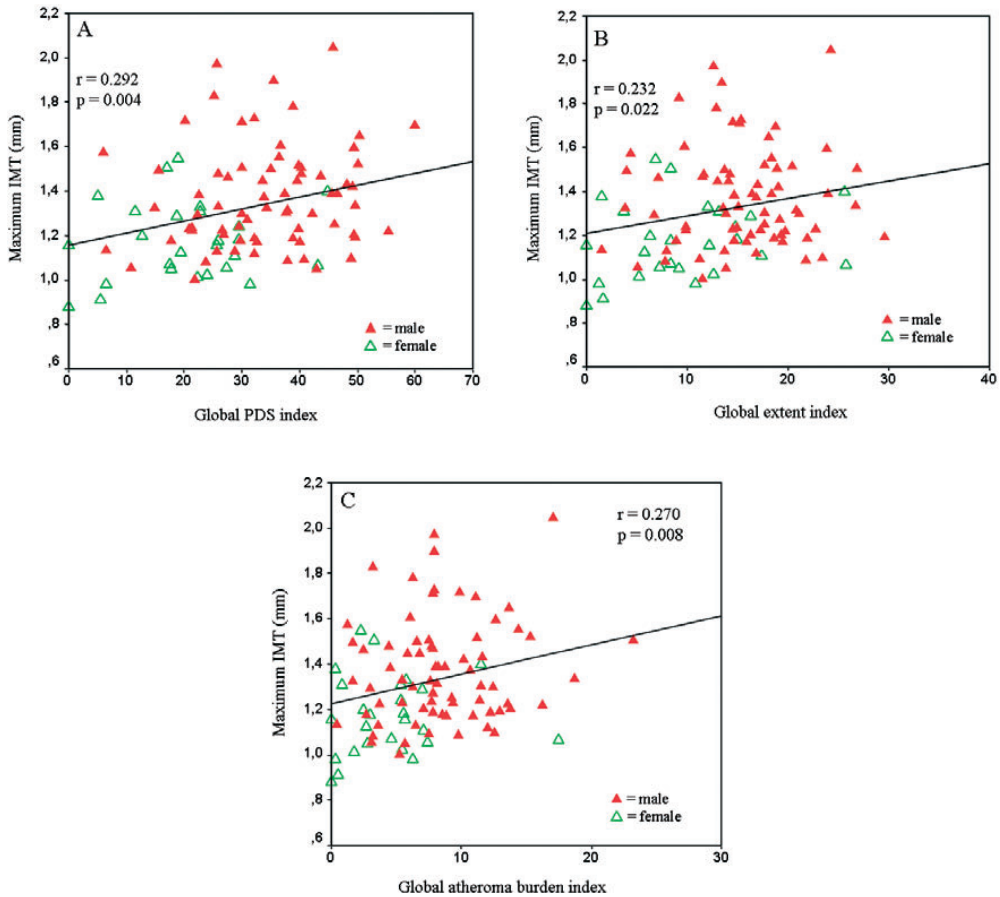 A
r = 0.292
p = 0.004
Maximum IMT (mm)
2,2
2,0
1,8
1,6
1,4
1,2
1,0
,8
,6
0 10 20 30 40 50 60 70
= male
= female
Global PDS index
B
r = 0.232
p = 0.022
Maximum IMT (mm)
2,2
2,0
1,8
1,6
1,4
1,2
1,0
,8
,6
0 10 20 30 40
= male
= female
Global extent index
C
r = 0.270
p = 0.008
Maximum IMT (mm)
2,2
2,0
1,8
1,6
1,4
1,2
1,0
,8
,6
0 10 20 30
= male
= female
Global atheroma burden index